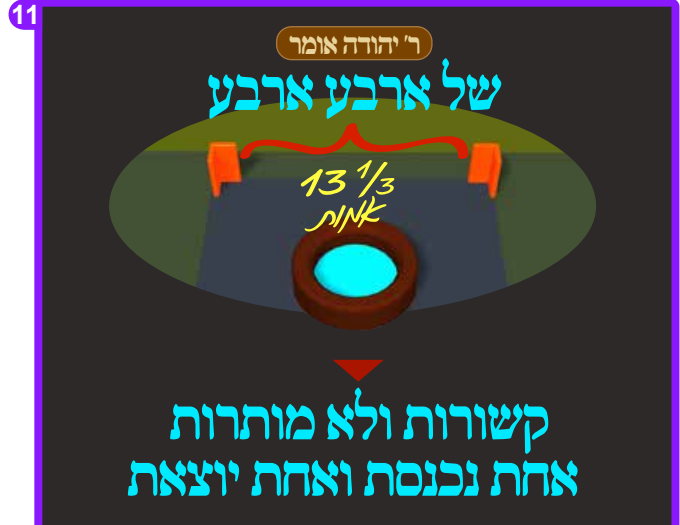 11
ר' יהודה אומר
של ארבע ארבע
13 1/3
אמות
קשורות ולא מותרות
אחת נכנסת ואחת יוצאת